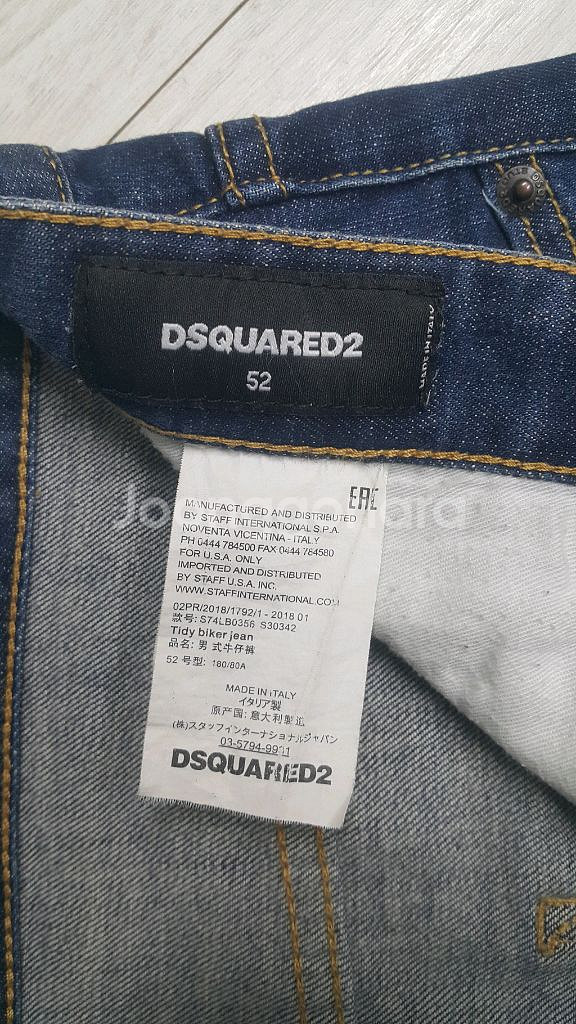 DSQUARED2
52
MADE IN ITALY
EAC
MANUFACTURED AND DISTRIBUTED
BY STAFF INTERNATIONAL S.P.A.
NOVENTA VICENTINA - ITALY
PH 0444 784500 FAX 0444 784580
FOR U.S.A. ONLY
IMPORTED AND DISTRIBUTED
BY STAFF U.S.A. INC.
WWW.STAFFINTERNATIONAL.COM
02PR/2018/1792/1 - 2018 01
款号: S74LB0356 S30342
Tidy biker jean
品名: 男 式牛仔裤
52 号型: 180/80A
MADE IN ITALY
イタリア製
原产国: 意大利製造
(株)スタッフインターナショナルジャパン
03-5794-9931
DSQUARED2